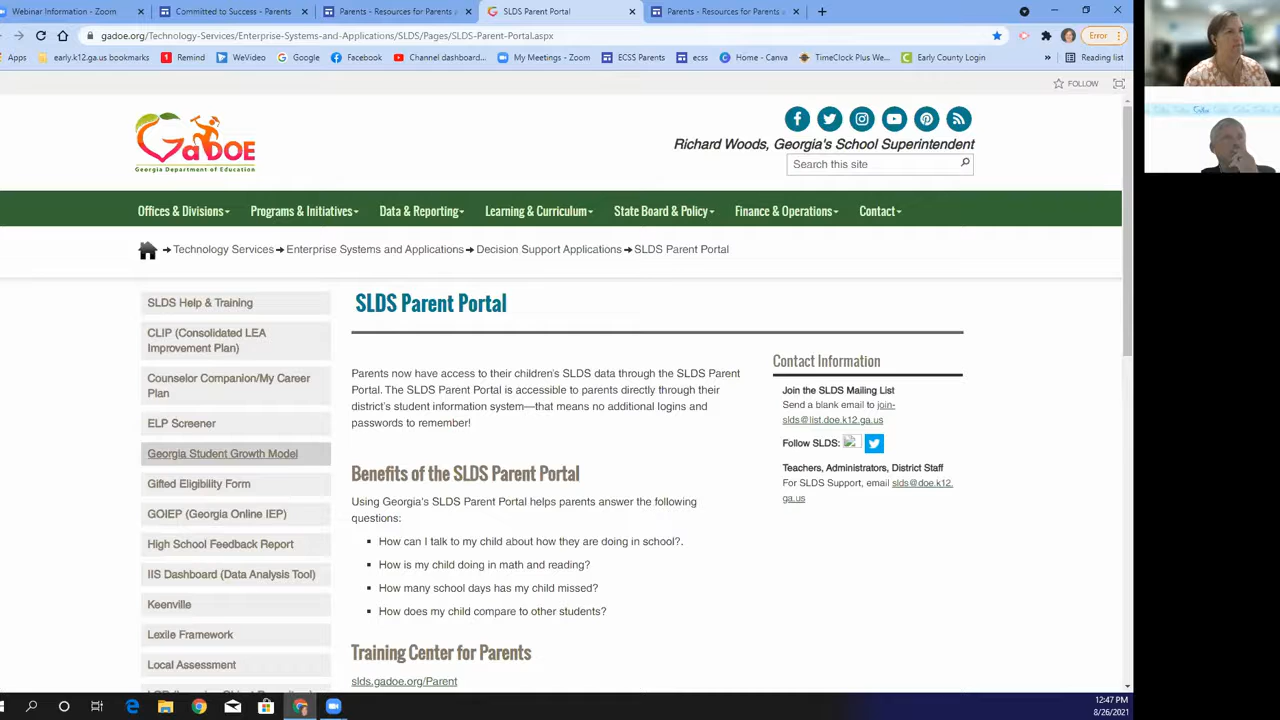 Webinar Information - Zoom
Committed to Success - Parents
Parents - Resources for Parents
SLDS Parent Portal
Parents - Resources for Parents
gadoe.org/Technology-Services/Enterprise-Systems-and-Applications/SLDS/Pages/SLDS-Parent-Portal.aspx
Error
Apps
early.k12.ga.us.bookmarks
Remind
WeVideo
Google
Facebook
Channel dashboard...
My Meetings - Zoom
ECSS Parents
ecss
Home - Canva
TimeClock Plus We...
Early County Login
Reading list
FOLLOW
GaDOE
Georgia Department of Education
Richard Woods, Georgia's School Superintendent
Search this site
Offices & Divisions
Programs & Initiatives
Data & Reporting
Learning & Curriculum
State Board & Policy
Finance & Operations
Contact
Technology Services
Enterprise Systems and Applications
Decision Support Applications
SLDS Parent Portal
SLDS Help & Training
CLIP (Consolidated LEA
Improvement Plan)
Counselor Companion/My Career
Plan
ELP Screener
Georgia Student Growth Model
Gifted Eligibility Form
GOIEP (Georgia Online IEP)
High School Feedback Report
IIS Dashboard (Data Analysis Tool)
Keenville
Lexile Framework
Local Assessment
SLDS Parent Portal
Parents now have access to their children's SLDS data through the SLDS Parent
Portal. The SLDS Parent Portal is accessible to parents directly through their
district's student information system—that means no additional logins and
passwords to remember!
Benefits of the SLDS Parent Portal
Using Georgia's SLDS Parent Portal helps parents answer the following
questions:
How can I talk to my child about how they are doing in school?.
How is my child doing in math and reading?
How many school days has my child missed?
How does my child compare to other students?
Training Center for Parents
slds.gadoe.org/Parent
Contact Information
Join the SLDS Mailing List
Send a blank email to join-
slds@list.doe.k12.ga.us
Follow SLDS:
Teachers, Administrators, District Staff
For SLDS Support, email slds@doe.k12.
ga.us
12:47 PM
8/26/2021